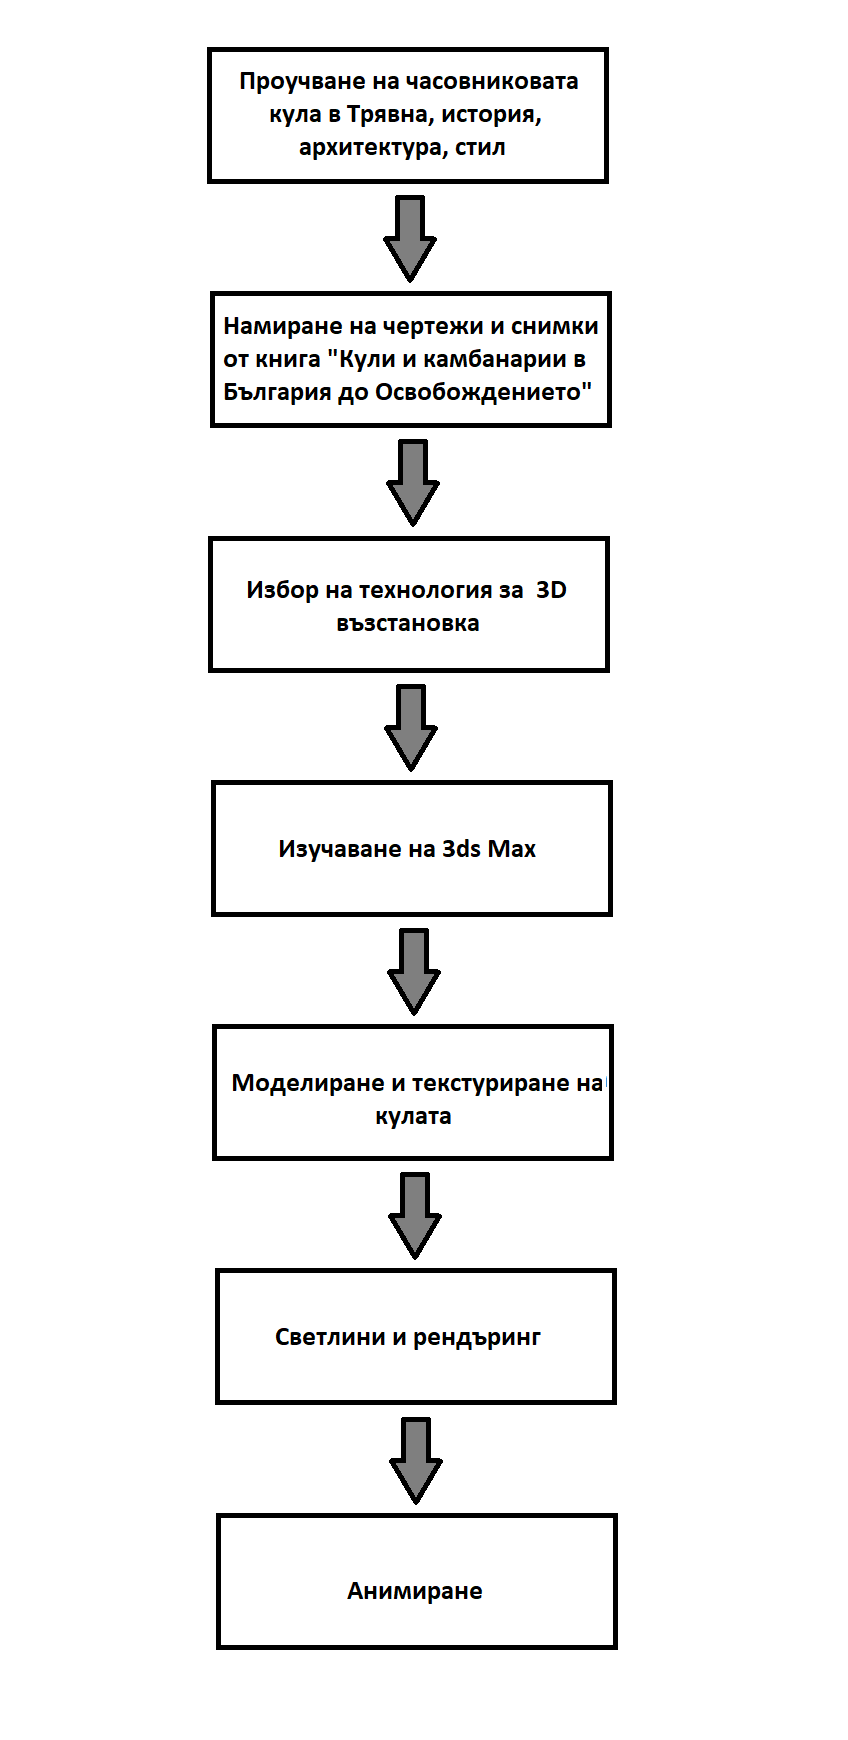 Проучване на часовниковата
кула в Трявна, история,
архитектура, стил
Намиране на чертежи и снимки
от книга "Кули и камбанарии в
България до Освобождението"
Избор на технология за  3D
възстановка
Изучаване на 3ds Max
Моделиране и текстуриране на
кулата
Светлини и рендъринг
Анимиране